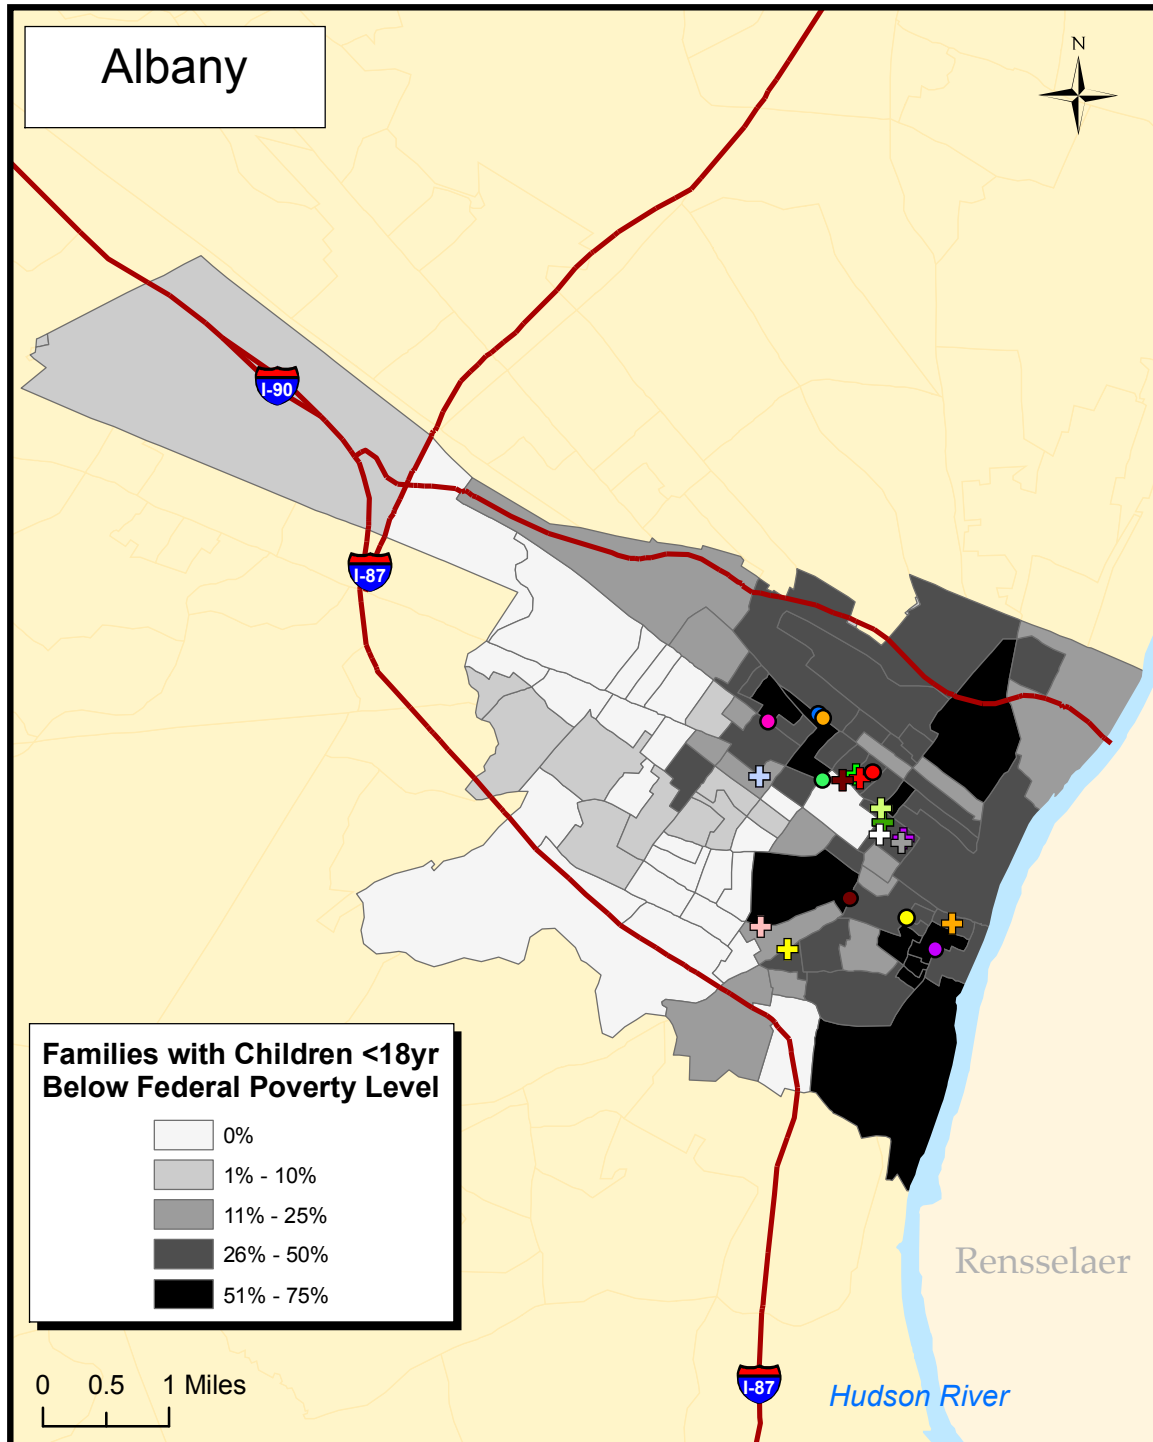 Albany
N
I-90
I-87
Families with Children <18yr
Below Federal Poverty Level
0%
1% - 10%
11% - 25%
26% - 50%
51% - 75%
Rensselaer
0 0.5 1 Miles
I-87
Hudson River